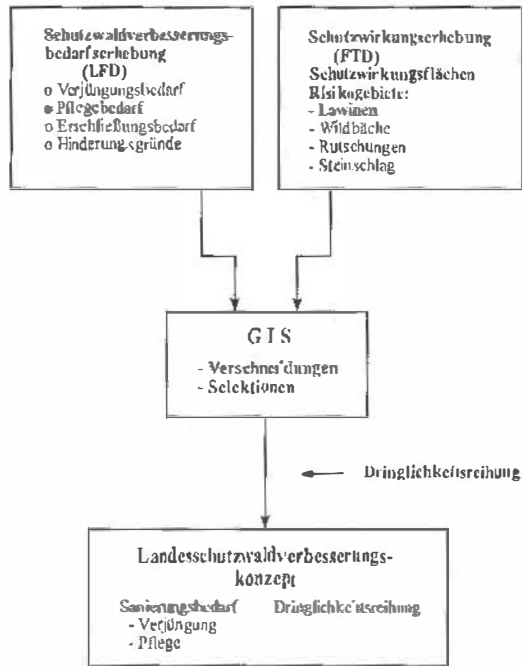 Schutzwaldverbesserungs-
bedarfserhebung
(LFD)
o Verjüngungsbedarf
o Pflegebedarf
o Erschließungsbedarf
o Hinderungsgründe
Schutzwirkungserhebung
(FTD)
Schutzwirkungsflächen
Risikogebiete:
- Lawinen
- Wildbäche
- Rutschungen
- Steinschlag
GIS
- Verschneidungen
- Selektionen
Dringlichkeitsreihung
Landesschutzwaldverbesserungs-
konzept
Sanierungsbedarf Dringlichkeitsreihung
- Verjüngung
- Pflege